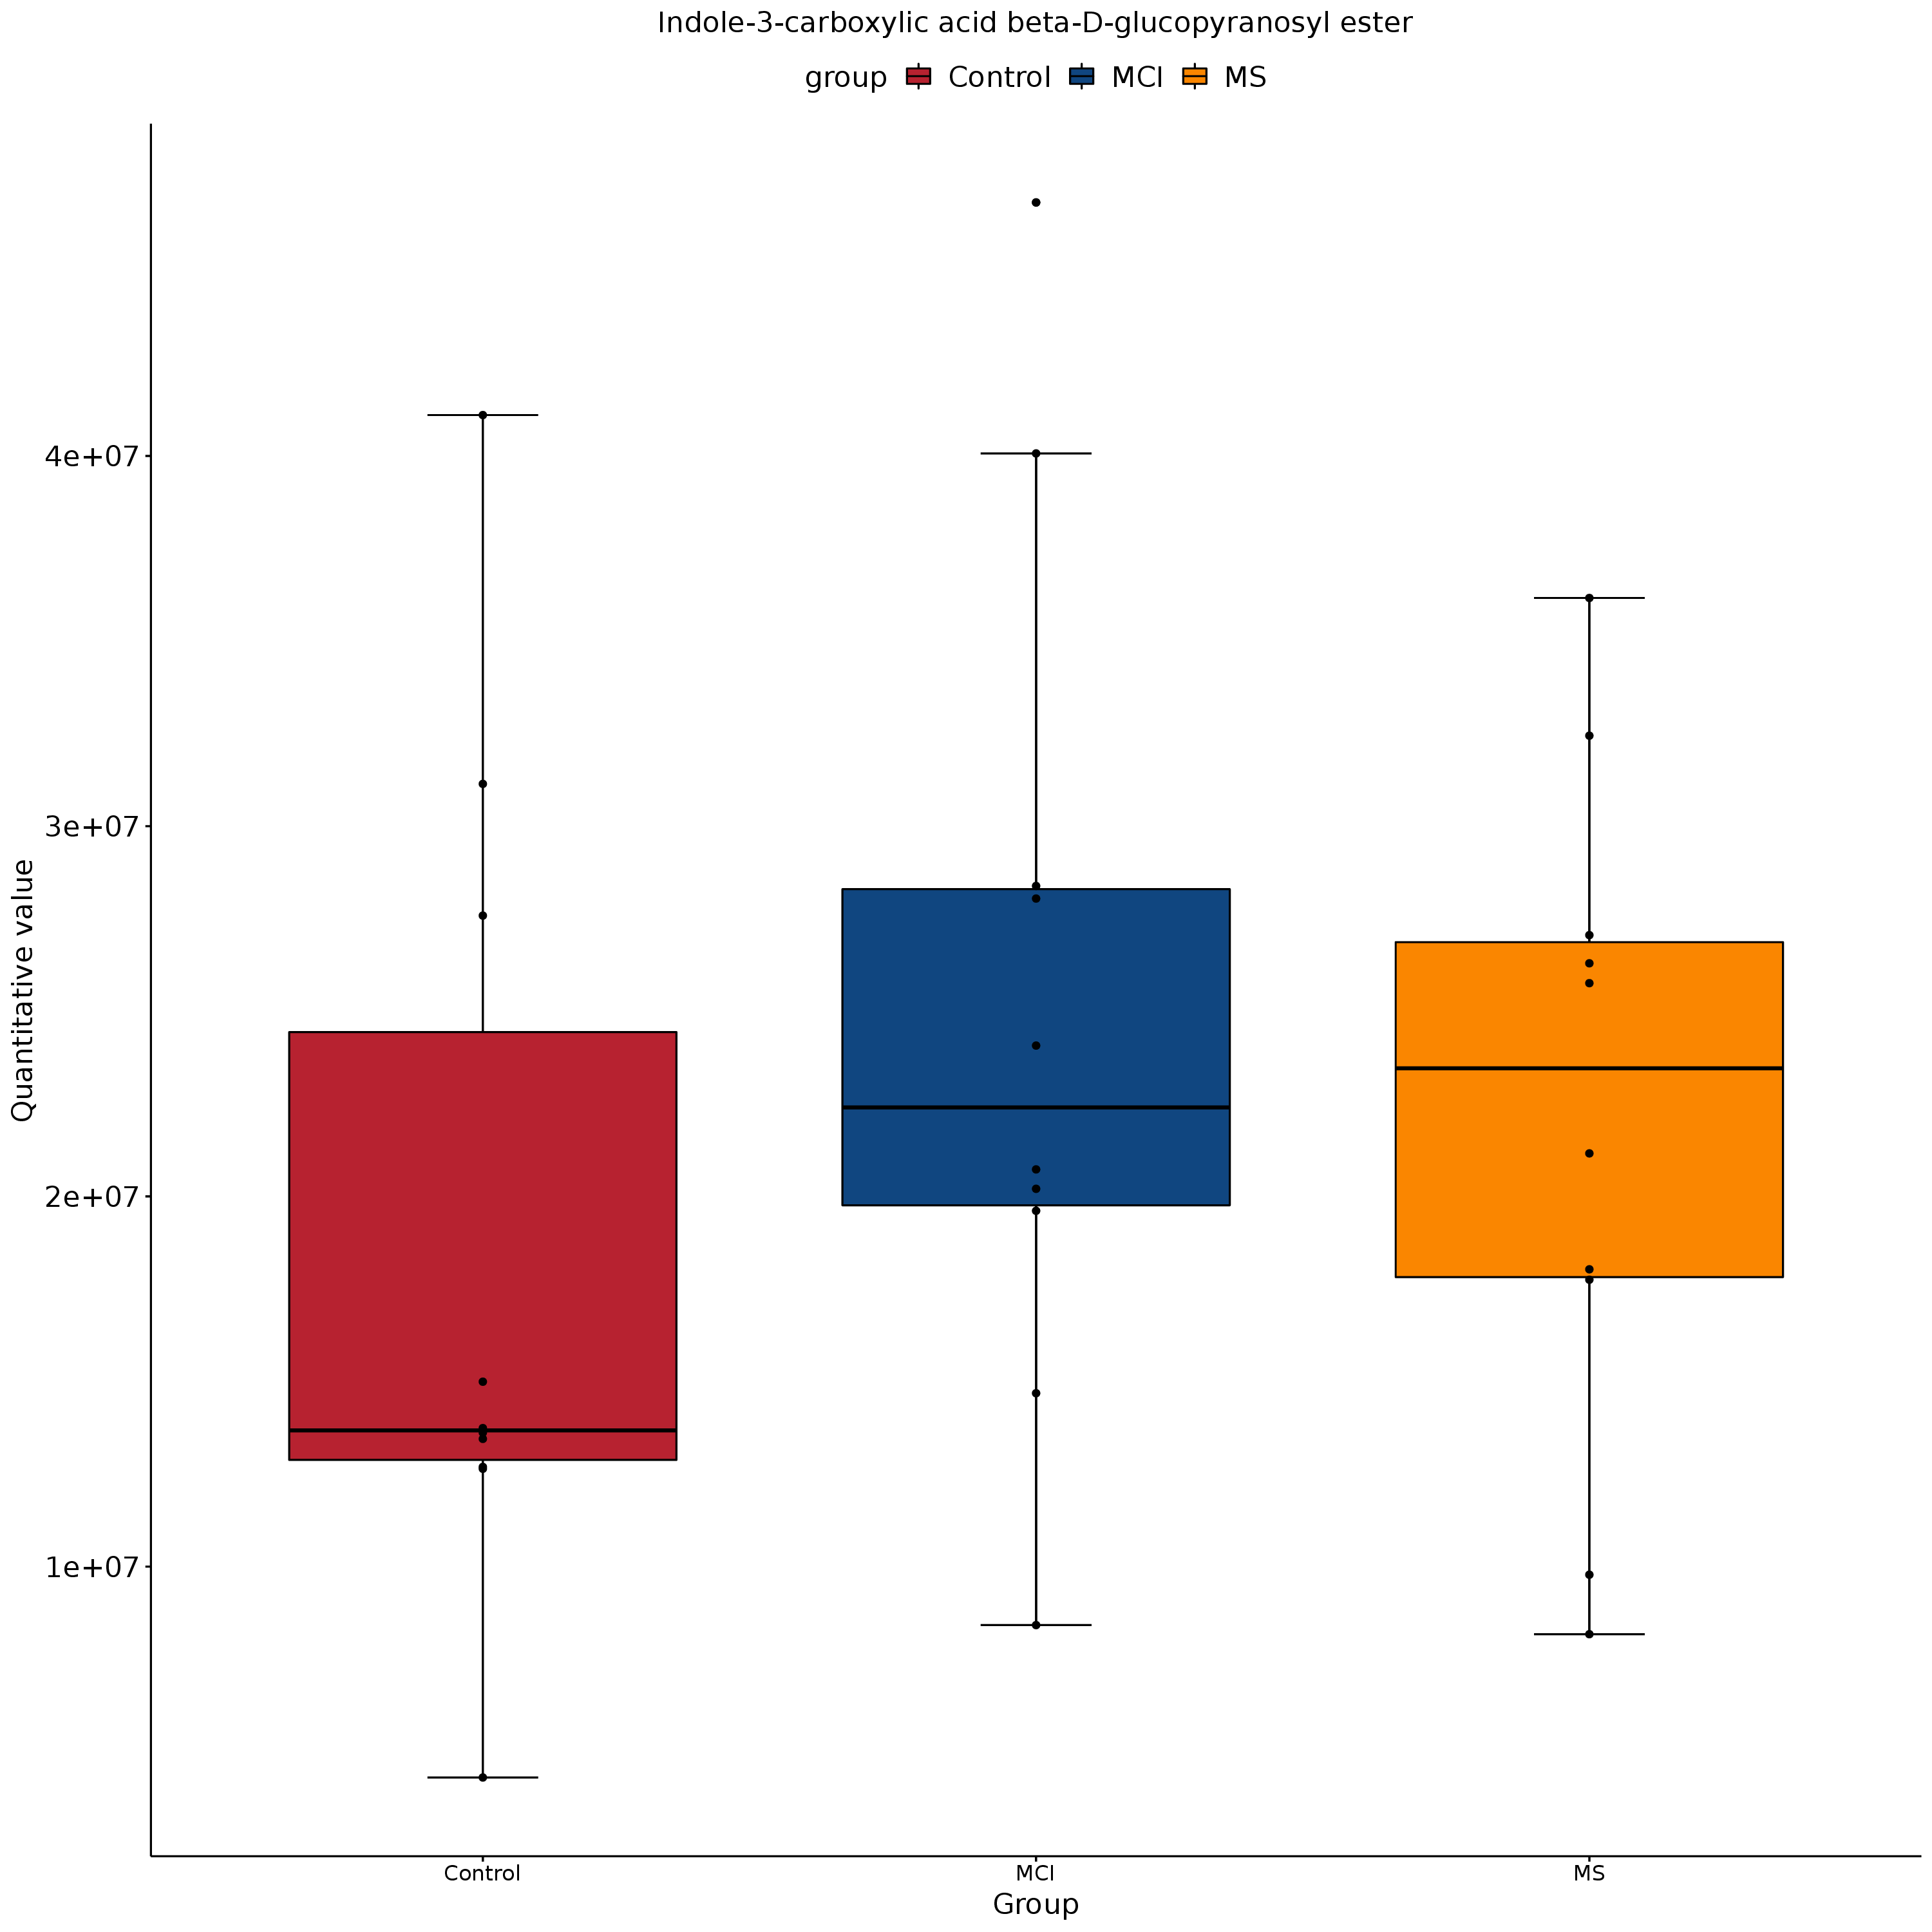 Indole-3-carboxylic acid beta-D-glucopyranosyl ester
group Control MCI MS
Quantitative value
4e+07
3e+07
2e+07
1e+07
Control MCI MS
Group